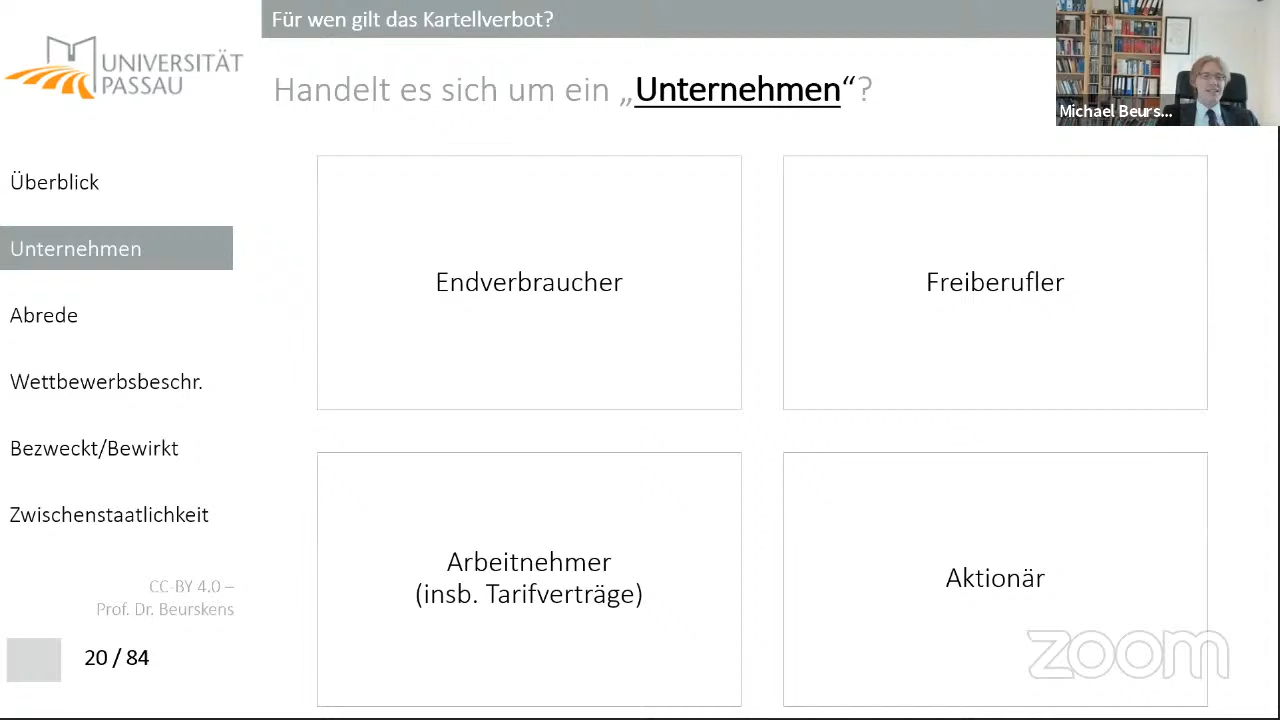 Für wen gilt das Kartellverbot?
UNIVERSITÄT
PASSAU
Handelt es sich um ein „Unternehmen“?
Michael Beurs...
Überblick
Unternehmen
Abrede
Wettbewerbsbeschr.
Bezweckt/Bewirkt
Zwischenstaatlichkeit
CC-BY 4.0 –
Prof. Dr. Beurskens
20 / 84
Endverbraucher
Freiberufler
Arbeitnehmer
(insb. Tarifverträge)
Aktionär
zoom